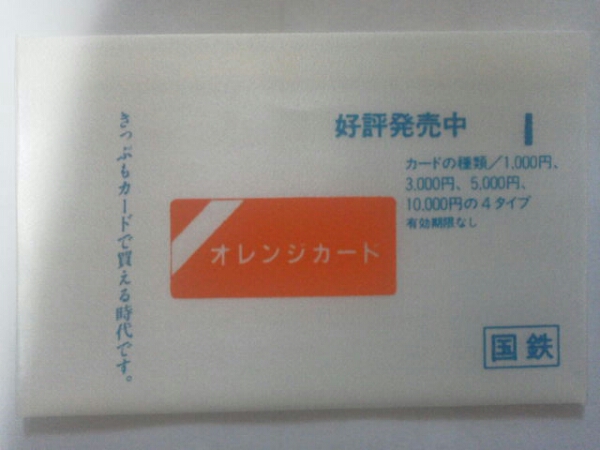 好評発売中
カードの種類/1,000円、
3,000円、5,000円、
10,000円の4タイプ
有効期限なし
きっぷもカードで買える時代です。
オレンジカード
国鉄